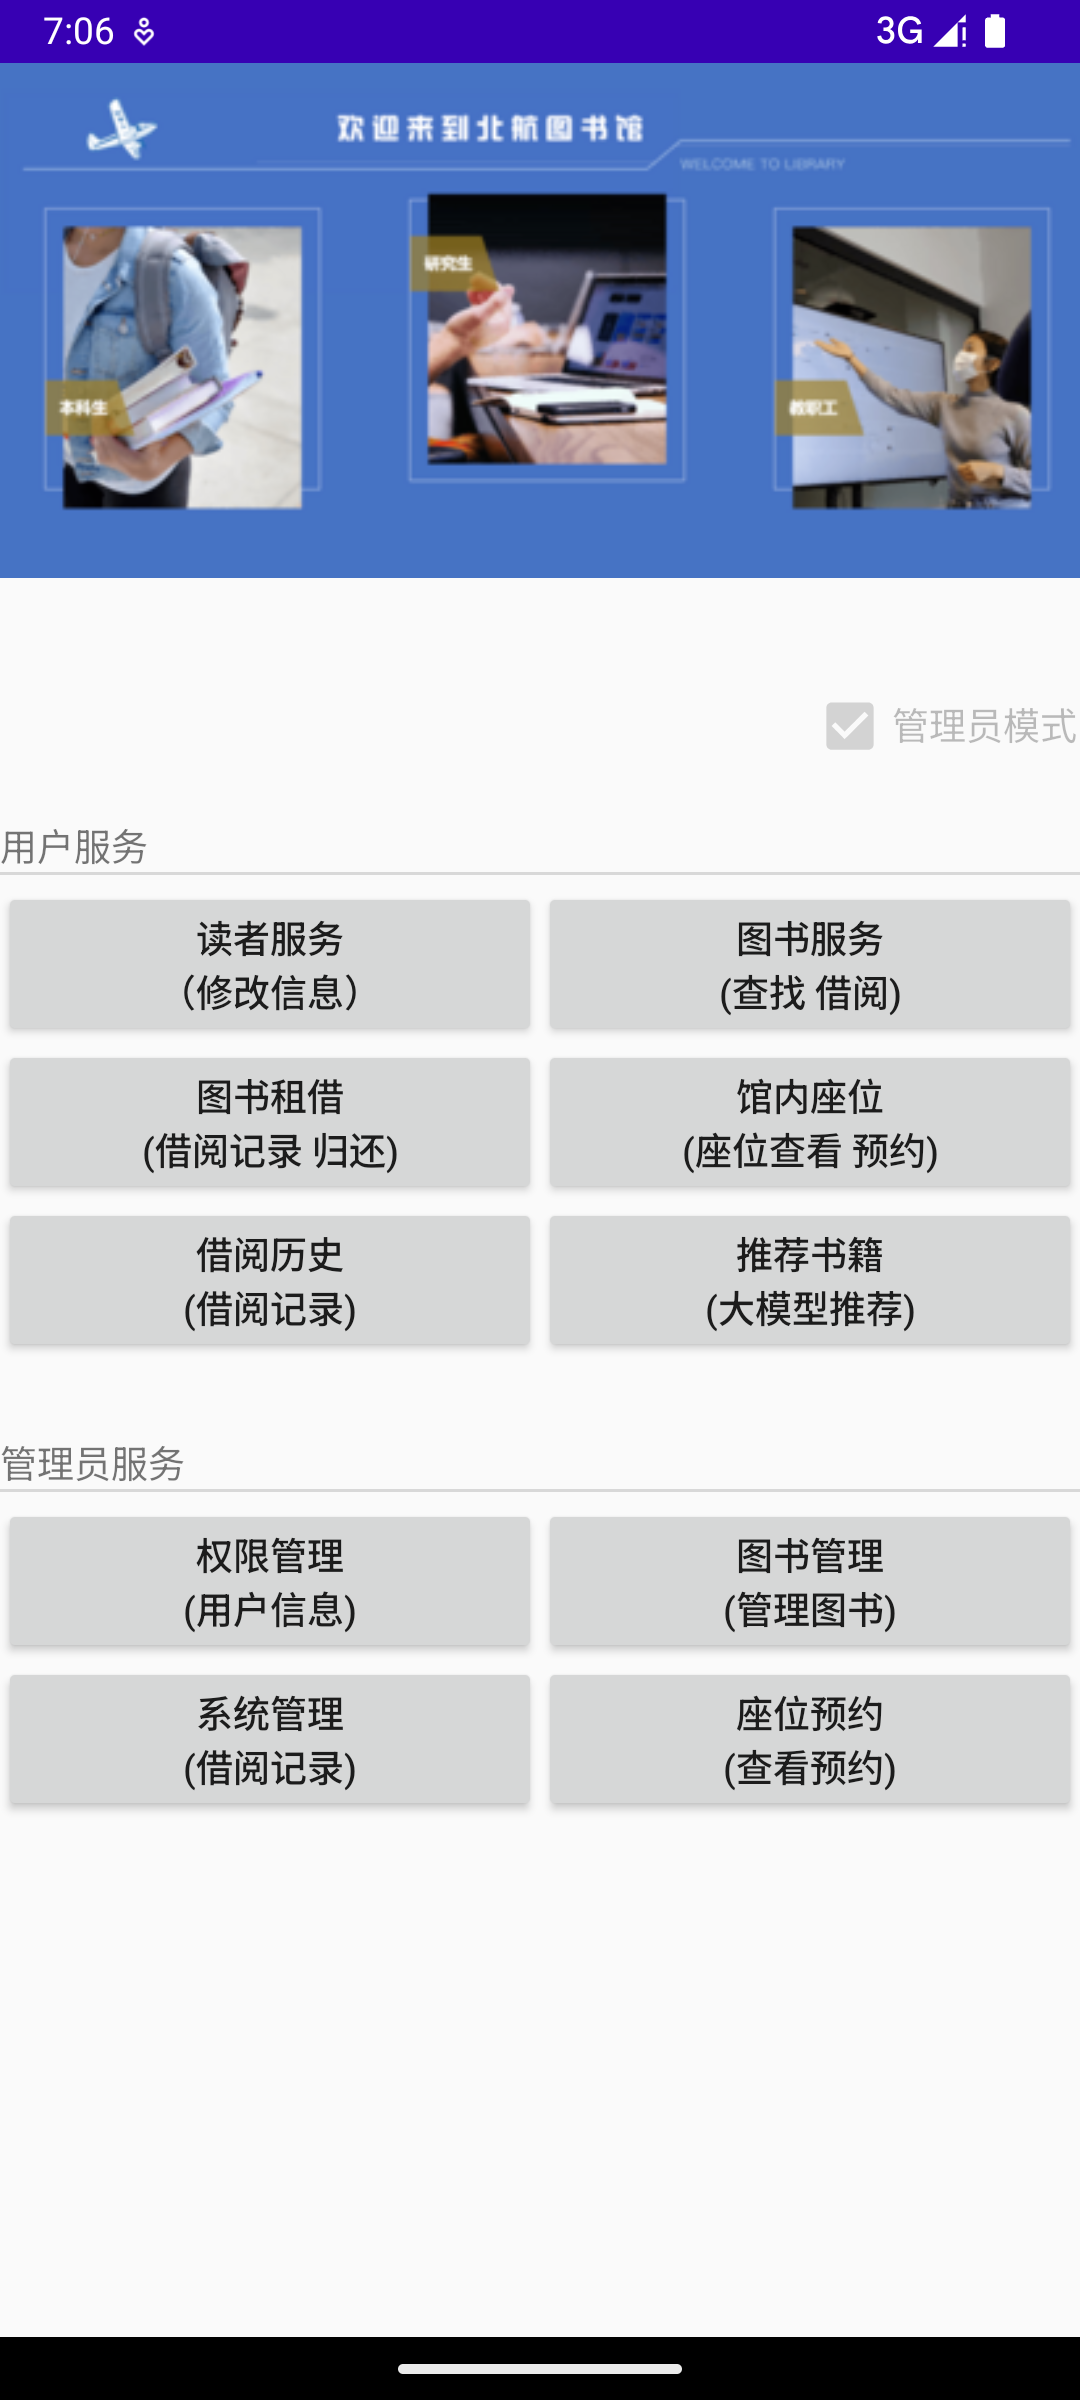 7:06
3G
欢迎来到北航图书馆
WELCOME TO LIBRARY
研究生
本科生
教职工
管理员模式
用户服务
读者服务
（修改信息）
图书服务
(查找 借阅)
图书租借
(借阅记录 归还)
馆内座位
(座位查看 预约)
借阅历史
(借阅记录)
推荐书籍
(大模型推荐)
管理员服务
权限管理
(用户信息)
图书管理
(管理图书)
系统管理
(借阅记录)
座位预约
(查看预约)